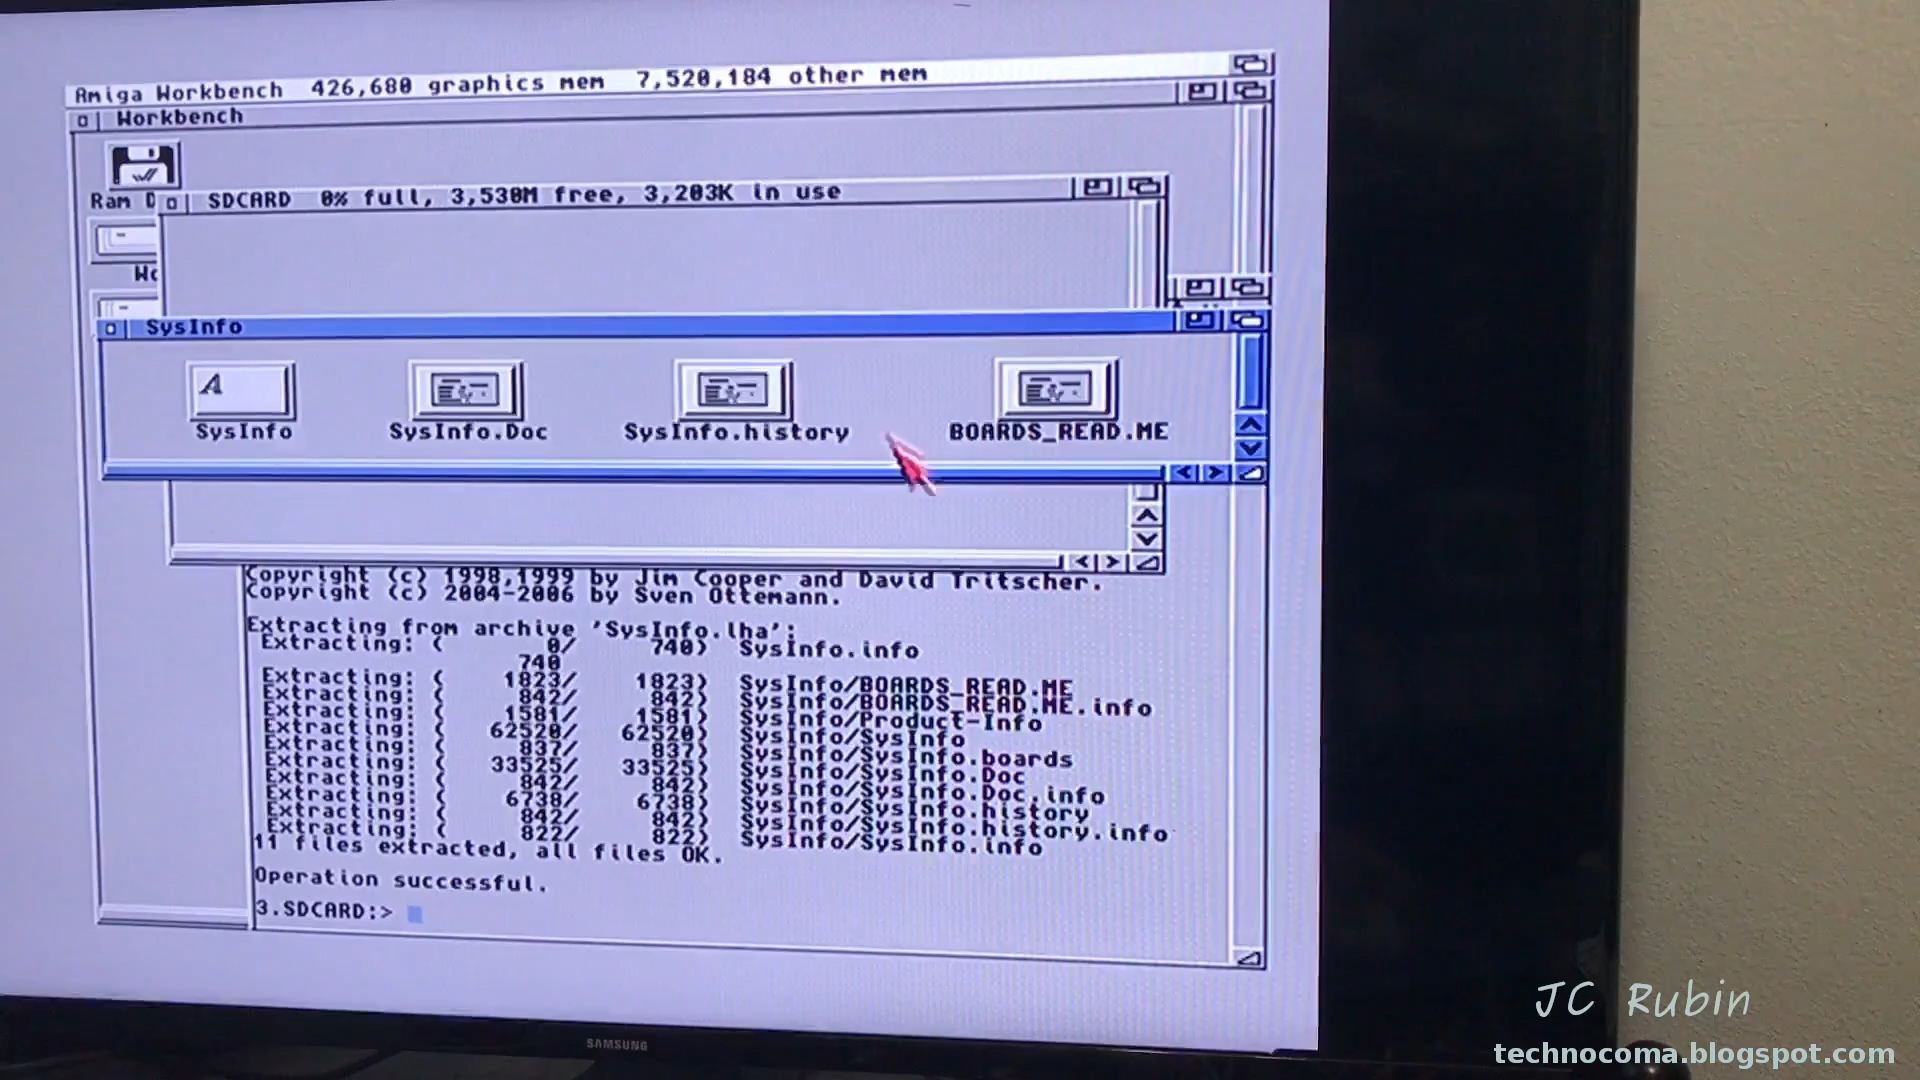 Amiga Workbench 426,680 graphics mem 7,520,184 other mem
Workbench
Ram D
SDCARD 0% full, 3,530M free, 3,203K in use
Wo
SysInfo
A
SysInfo
SysInfo.Doc
SysInfo.history
BOARDS_READ.ME
Copyright (c) 1998,1999 by Jim Cooper and David Tritscher.
Copyright (c) 2004-2006 by Sven Ottemann.
Extracting from archive 'SysInfo.lha':
Extracting: ( 0/ 740) SysInfo.info
740
Extracting: ( 1823/ 1823) SysInfo/BOARDS_READ.ME
Extracting: ( 842/ 842) SysInfo/BOARDS_READ.ME.info
Extracting: ( 1581/ 1581) SysInfo/Product-Info
Extracting: ( 62520/ 62520) SysInfo/SysInfo
Extracting: ( 837/ 837) SysInfo/SysInfo.boards
Extracting: ( 33525/ 33525) SysInfo/SysInfo.Doc
Extracting: ( 842/ 842) SysInfo/SysInfo.Doc.info
Extracting: ( 6738/ 6738) SysInfo/SysInfo.history
Extracting: ( 842/ 842) SysInfo/SysInfo.history.info
Extracting: ( 822/ 822) SysInfo/SysInfo.info
11 files extracted, all files OK.
Operation successful.
3.SDCARD:>
SAMSUNG
JC Rubin
technocoma.blogspot.com